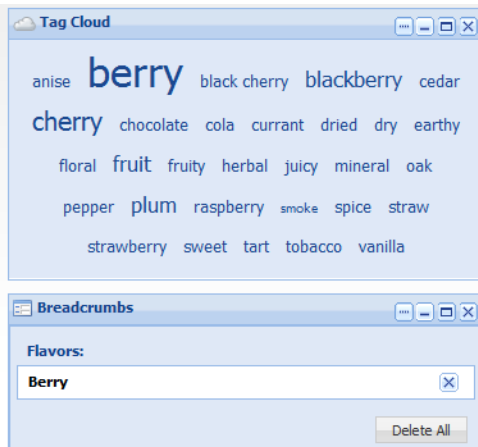 Tag Cloud
anise berry black cherry blackberry cedar
cherry chocolate cola currant dried dry earthy
floral fruit fruity herbal juicy mineral oak
pepper plum raspberry smoke spice straw
strawberry sweet tart tobacco vanilla
Breadcrumbs
Flavors:
Berry
Delete All